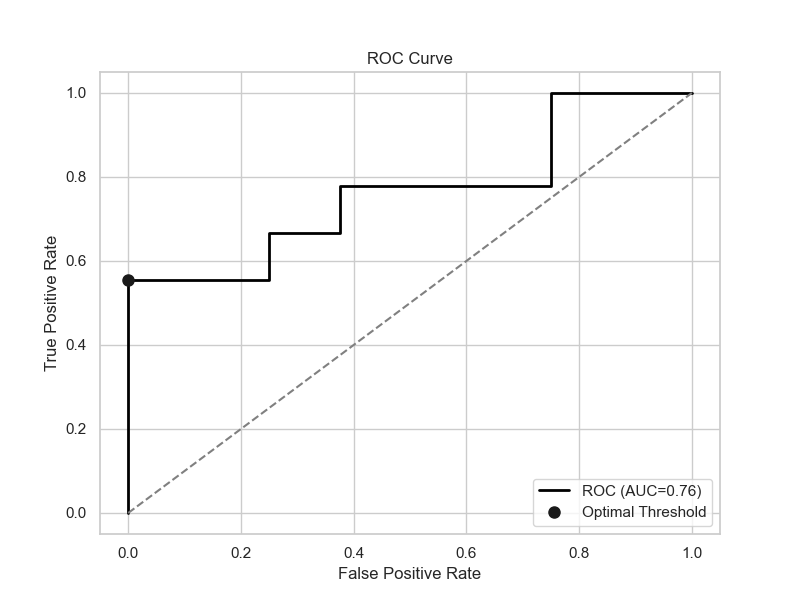 ROC Curve
True Positive Rate
1.0
0.8
0.6
0.4
0.2
0.0
0.0 0.2 0.4 0.6 0.8 1.0
False Positive Rate
ROC (AUC=0.76)
Optimal Threshold